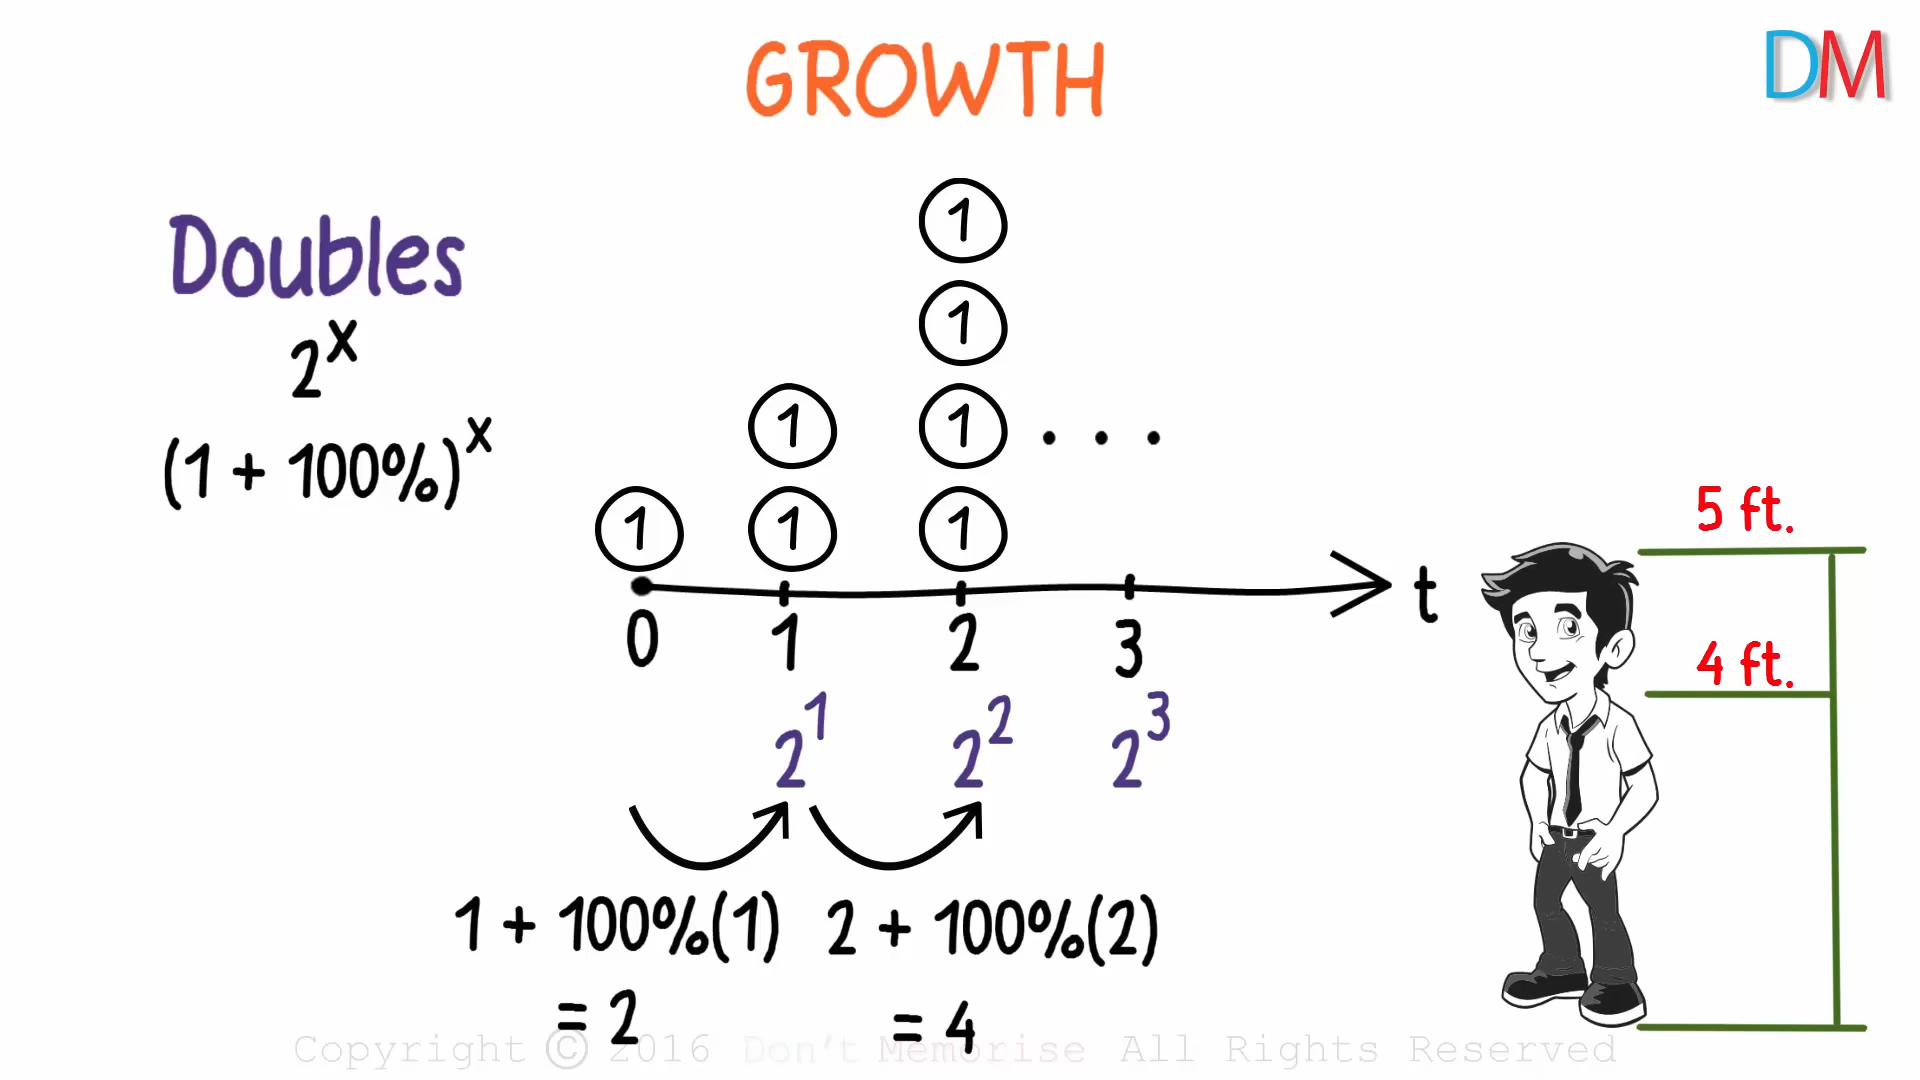 GROWTH
DM
Doubles
2^x
(1 + 100%)^x
1
1
1
1
1
1
1
. . .
0 1 2 3 t
2^1 2^2 2^3
1 + 100%(1)
= 2
2 + 100%(2)
= 4
5 ft.
4 ft.
Copyright © 2016 Don't Memorise All Rights Reserved